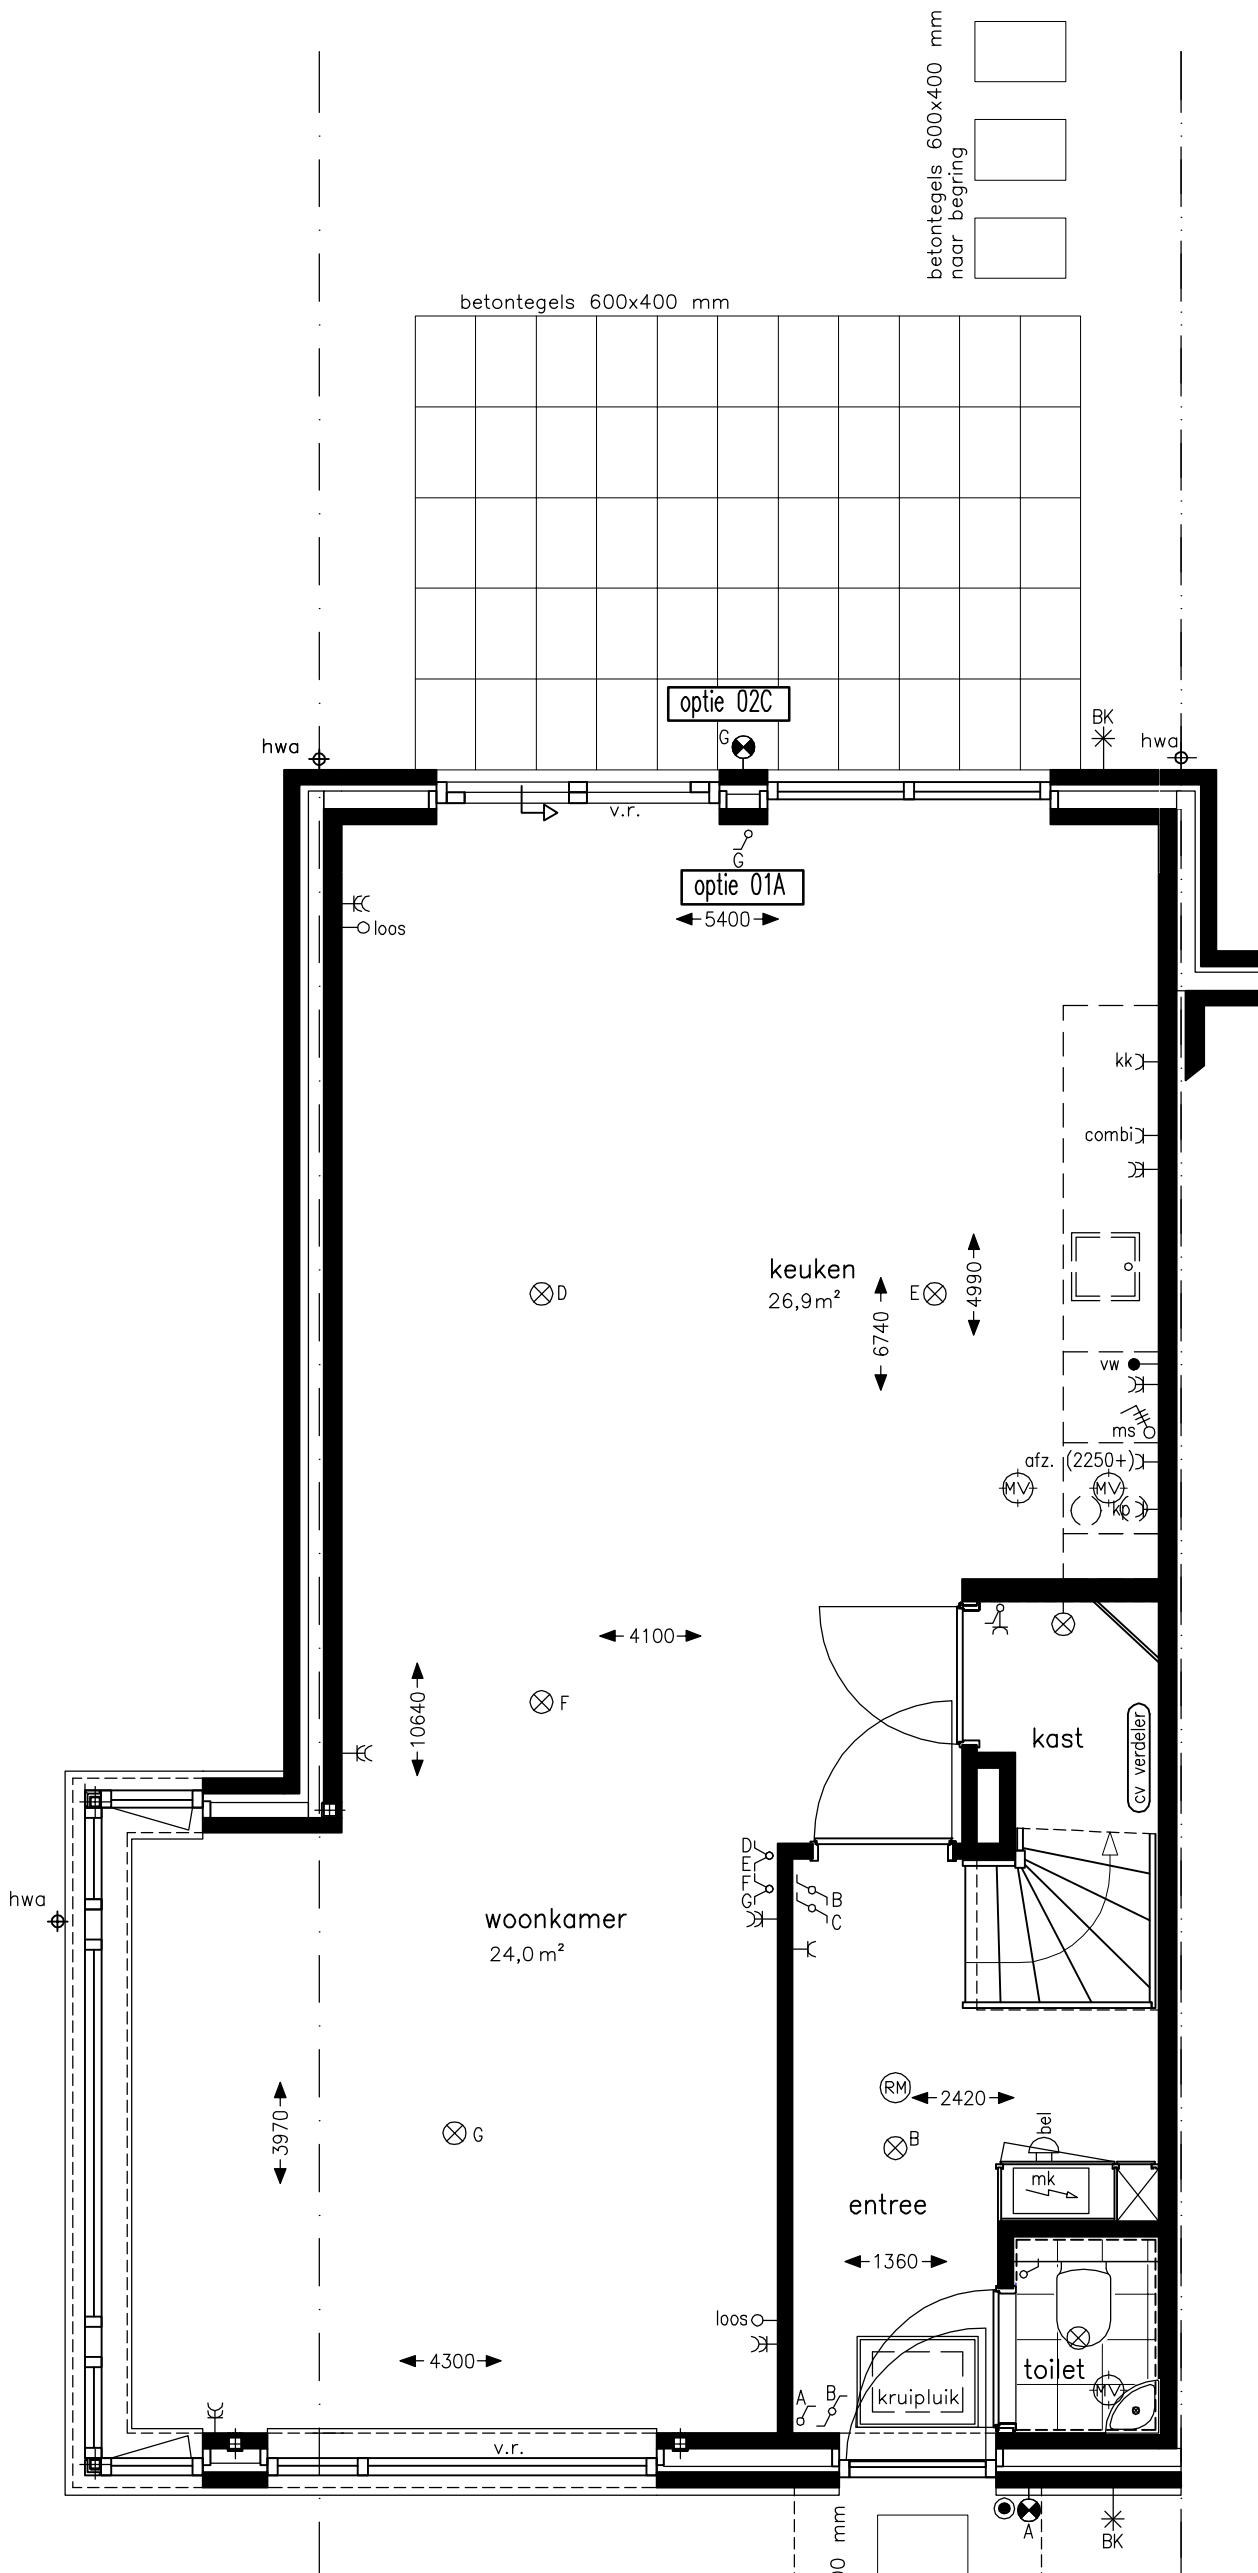 betontegels 600x400 mm
naar begring
betontegels 600x400 mm
optie 02C
G
BK
hwa
hwa
v.r.
G
optie 01A
5400
loos
kk
combi
keuken
26,9m²
D
E
4990
6740
vw
ms
afz. (2250+)
MV
MV
kp
4100
10640
F
kast
cv verdeler
D
E
F
G
B
C
hwa
woonkamer
24,0m²
RM
2420
3970
G
B
bel
mk
entree
1360
loos
4300
toilet
MV
A
B
kruipluik
v.r.
A
BK
00 mm